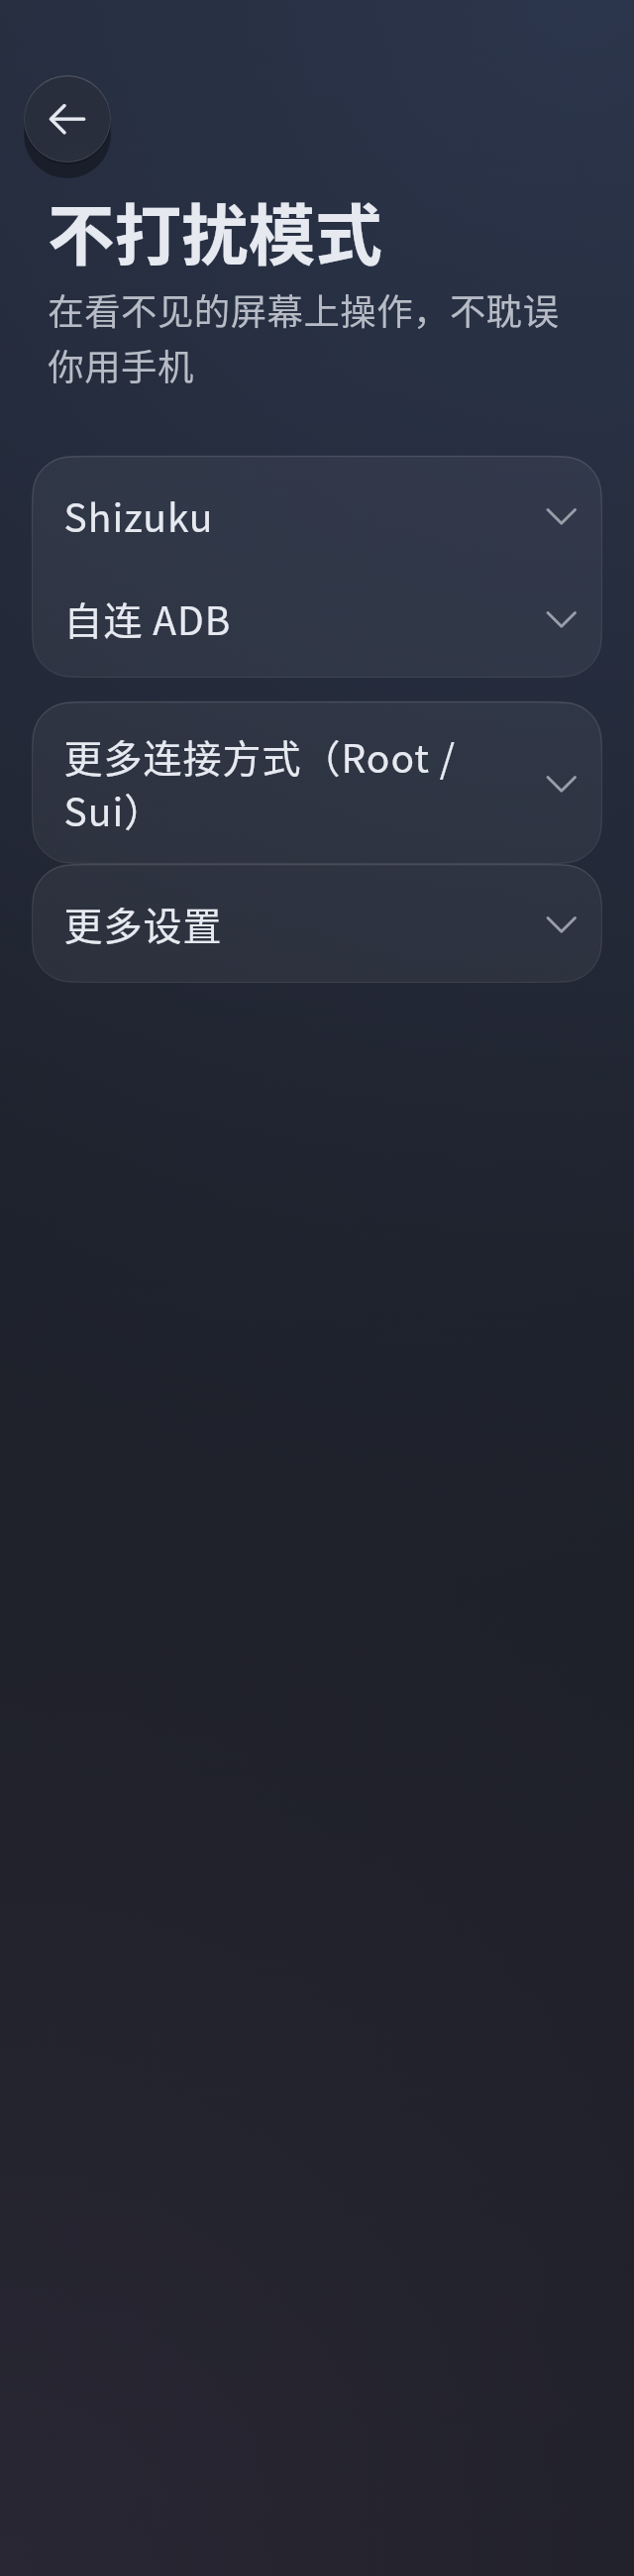 不打扰模式
在看不见的屏幕上操作，不耽误
你用手机
Shizuku
自连 ADB
更多连接方式（Root /
Sui）
更多设置